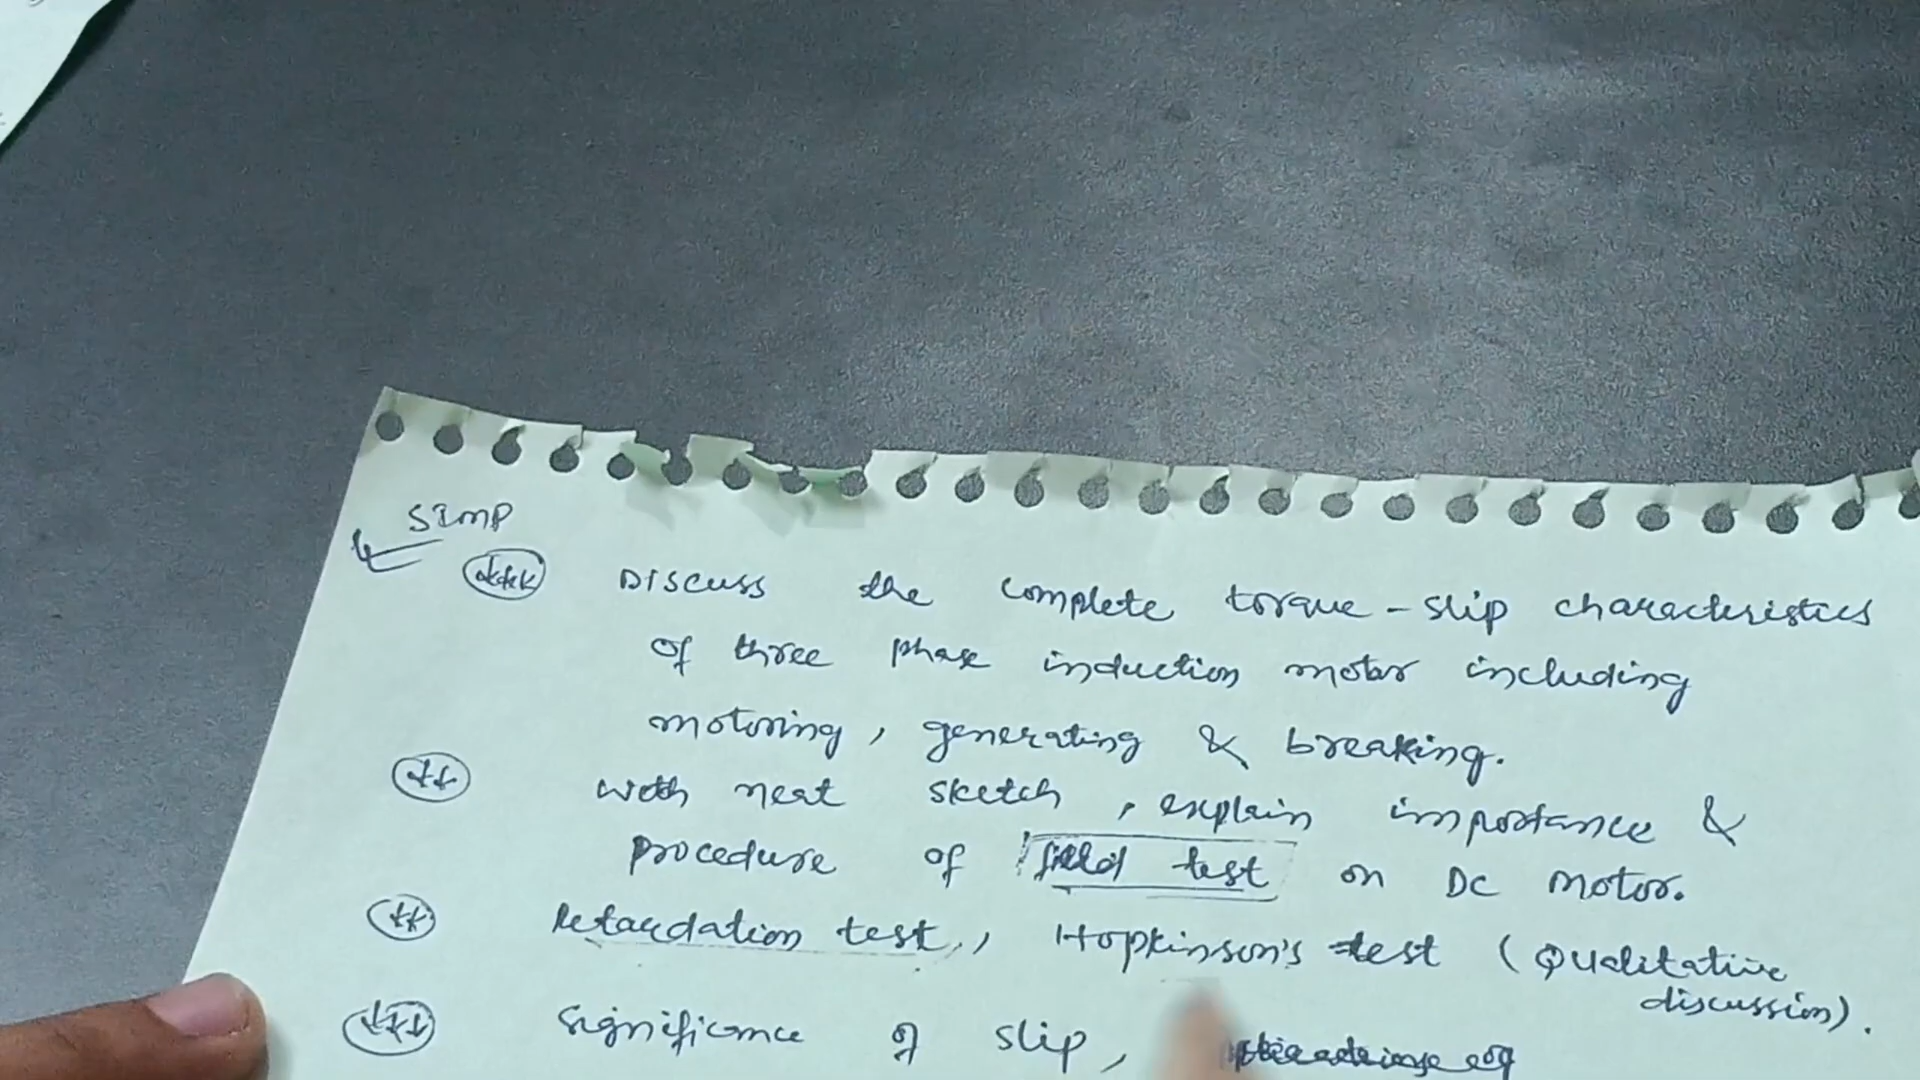 SIMP
Discuss the complete torque - slip characteristics
of three phase induction motor including
motoring, generating & breaking.
with neat sketch, explain importance &
procedure of field test on DC motor.
Retardation test, Hopkinson's test (Qualitative
discussion).
Significance of slip,